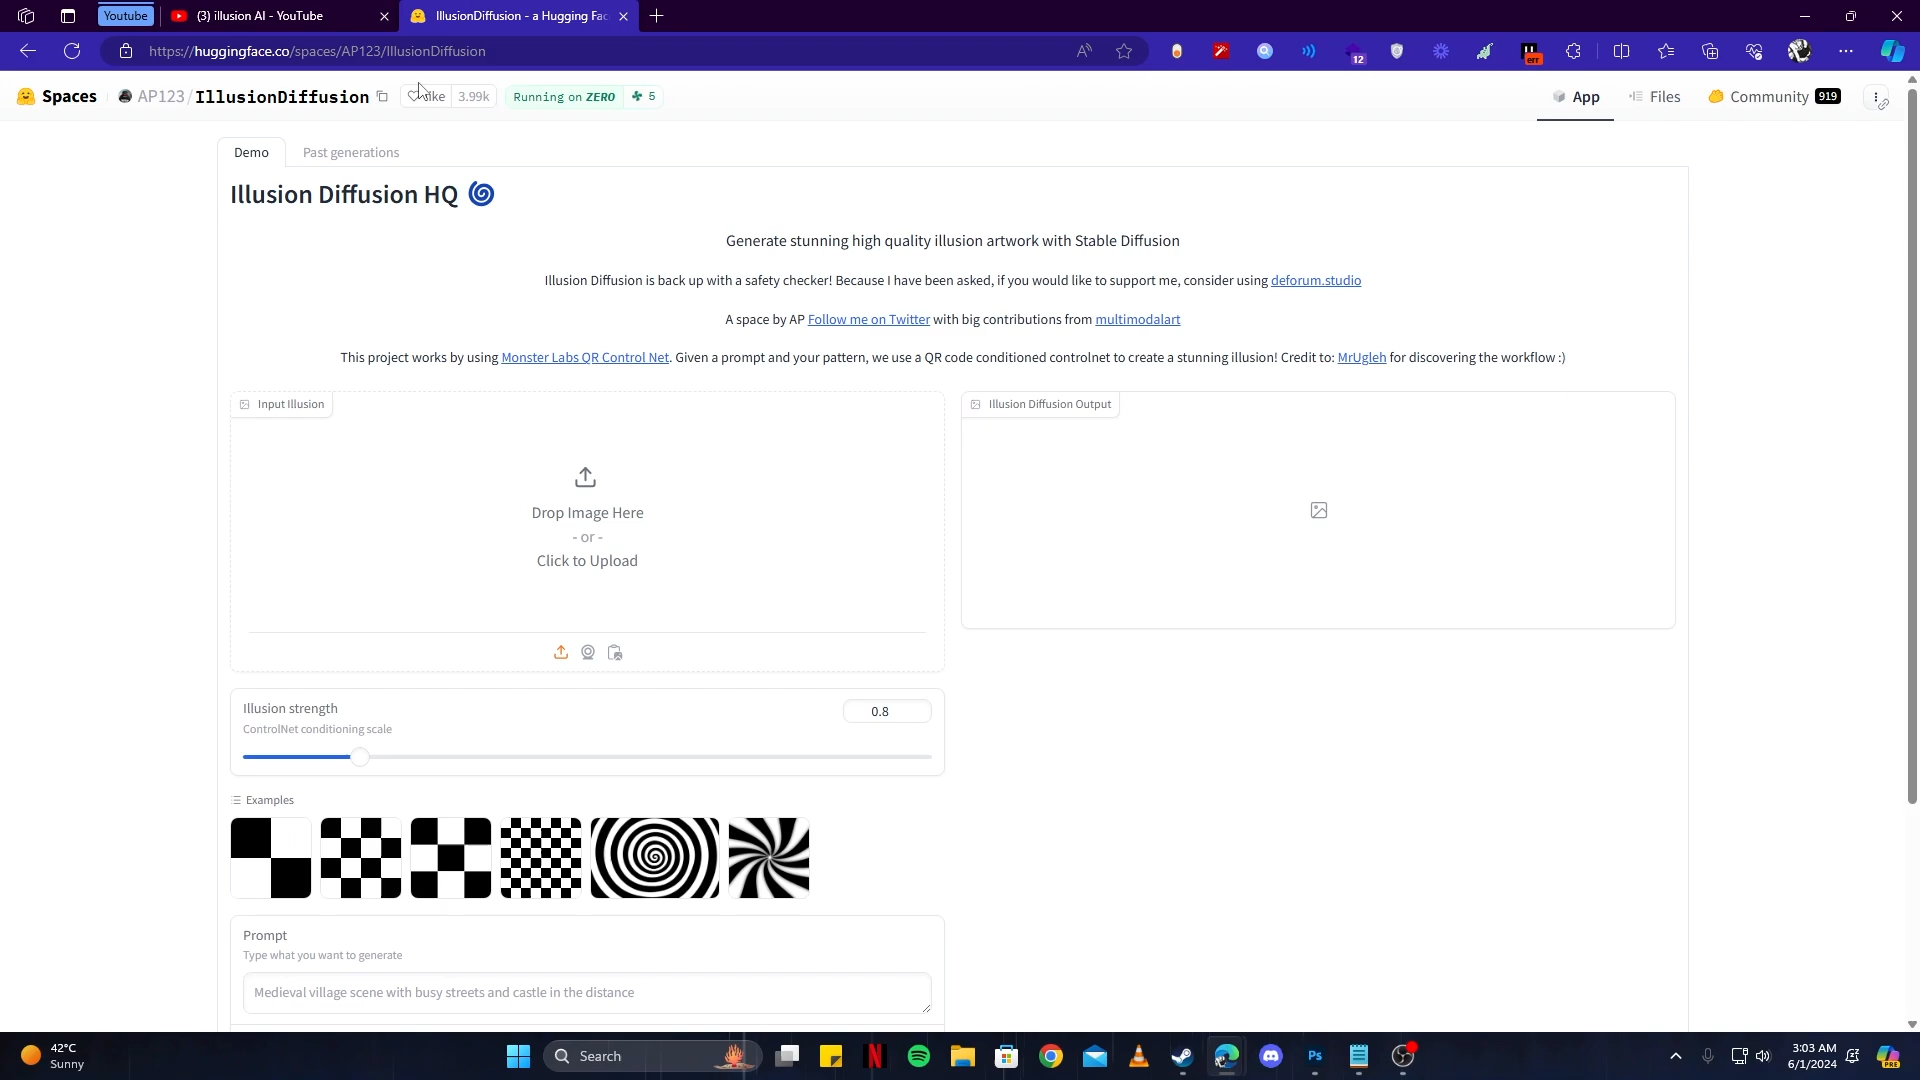 Youtube
(3) illusion AI - YouTube
IllusionDiffusion - a Hugging Fac
https://huggingface.co/spaces/AP123/IllusionDiffusion
12
err
Spaces
AP123/IllusionDiffusion
like
3.99k
Running on ZERO
5
App
Files
Community
919
Demo
Past generations
Illusion Diffusion HQ
Generate stunning high quality illusion artwork with Stable Diffusion
Illusion Diffusion is back up with a safety checker! Because I have been asked, if you would like to support me, consider using deforum.studio
A space by AP Follow me on Twitter with big contributions from multimodalart
This project works by using Monster Labs QR Control Net. Given a prompt and your pattern, we use a QR code conditioned controlnet to create a stunning illusion! Credit to: MrUgleh for discovering the workflow :)
Input Illusion
Illusion Diffusion Output
Drop Image Here
- or -
Click to Upload
Illusion strength
0.8
ControlNet conditioning scale
Examples
Prompt
Type what you want to generate
Medieval village scene with busy streets and castle in the distance
42°C
Sunny
Search
Ps
3:03 AM
6/1/2024
PRE